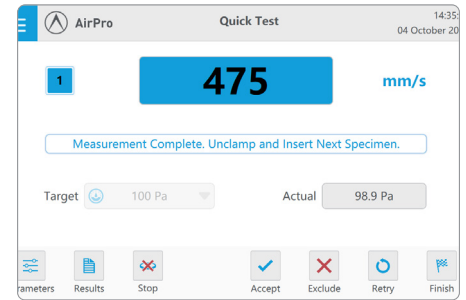 AirPro
Quick Test
14:35:
04 October 20
1
475
mm/s
Measurement Complete. Unclamp and Insert Next Specimen.
Target
100 Pa
Actual
98.9 Pa
rameters
Results
Stop
Accept
Exclude
Retry
Finish